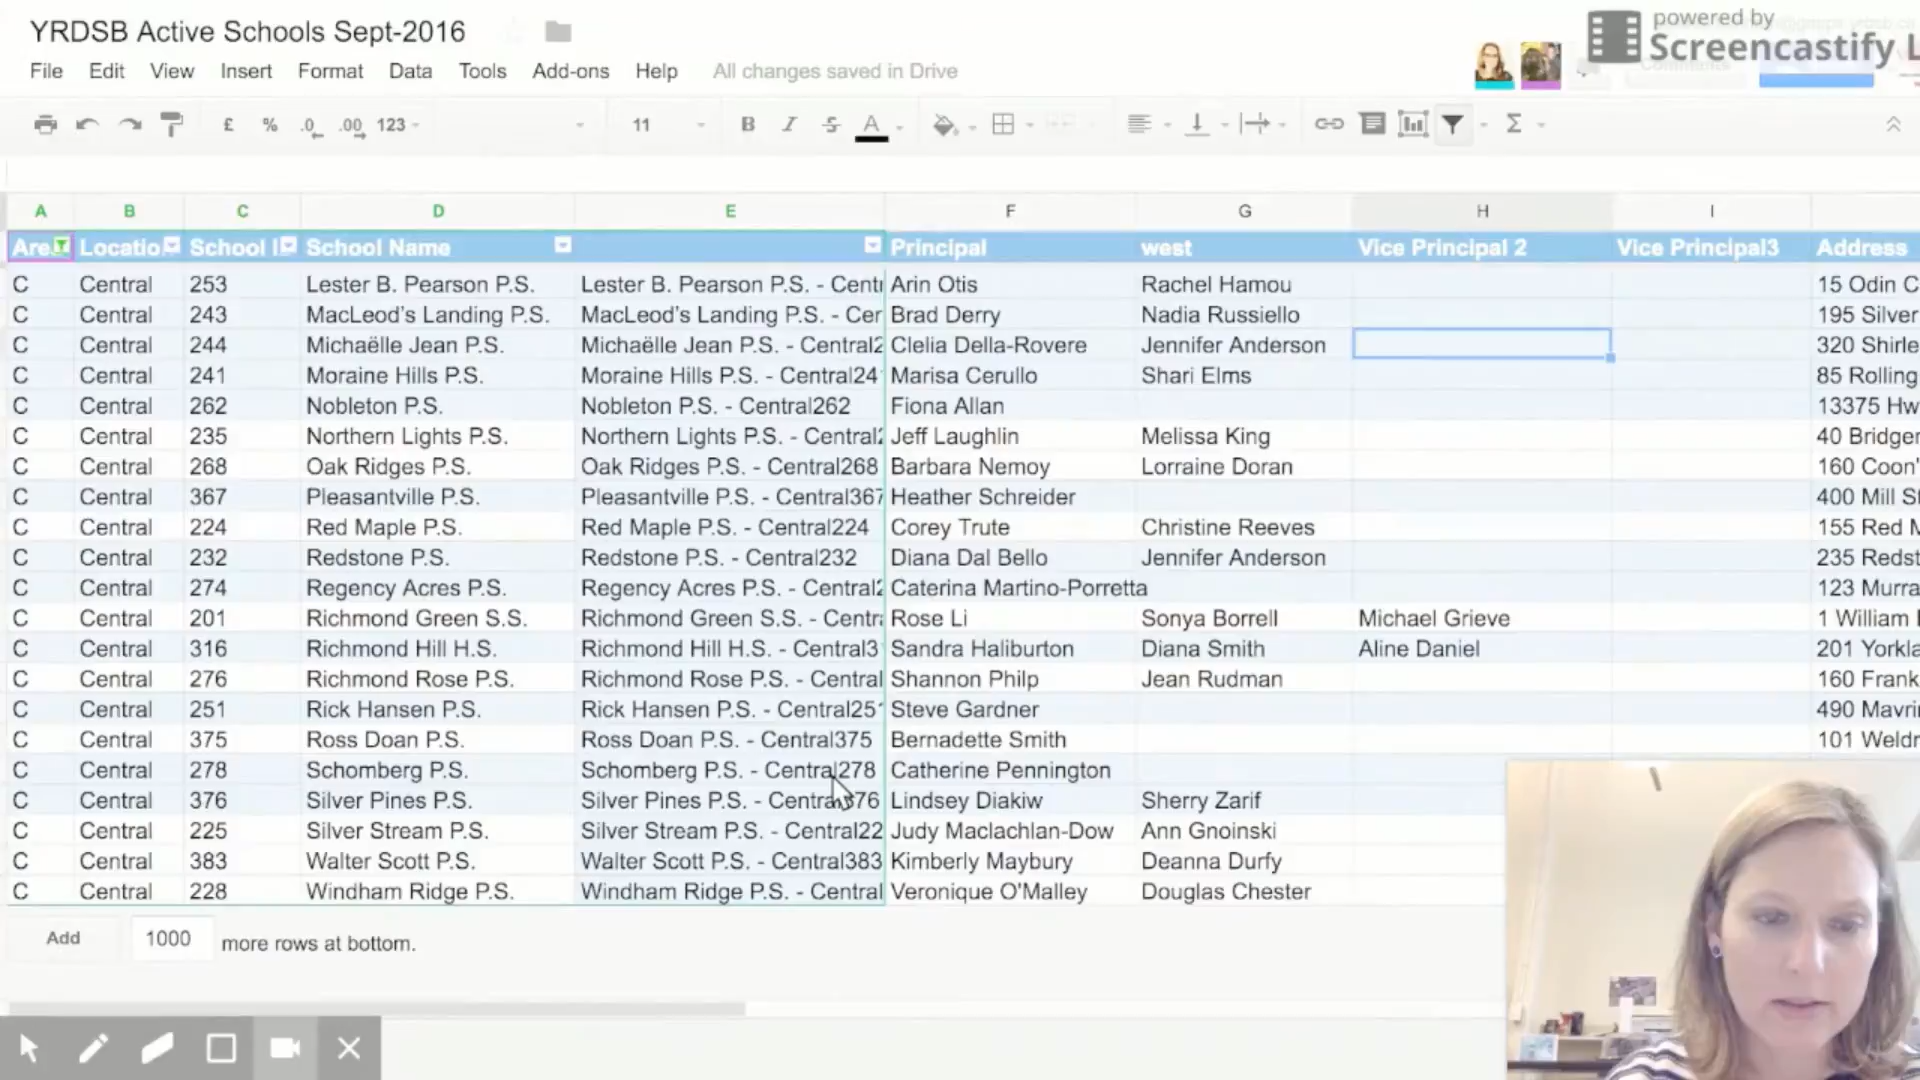 YRDSB Active Schools Sept-2016
powered by
Screencastify
File Edit View Insert Format Data Tools Add-ons Help All changes saved in Drive
£ % .0 .00 123 11 B I S A Σ
A B C D E F G H I
Are Locatio School I School Name Principal west Vice Principal 2 Vice Principal3 Address
C Central 253 Lester B. Pearson P.S. Lester B. Pearson P.S. - Cent Arin Otis Rachel Hamou 15 Odin C
C Central 243 MacLeod's Landing P.S. MacLeod's Landing P.S. - Cer Brad Derry Nadia Russiello 195 Silver
C Central 244 Michaëlle Jean P.S. Michaëlle Jean P.S. - Central2 Clelia Della-Rovere Jennifer Anderson 320 Shirle
C Central 241 Moraine Hills P.S. Moraine Hills P.S. - Central24 Marisa Cerullo Shari Elms 85 Rolling
C Central 262 Nobleton P.S. Nobleton P.S. - Central262 Fiona Allan 13375 Hw
C Central 235 Northern Lights P.S. Northern Lights P.S. - Central2 Jeff Laughlin Melissa King 40 Bridger
C Central 268 Oak Ridges P.S. Oak Ridges P.S. - Central268 Barbara Nemoy Lorraine Doran 160 Coon'
C Central 367 Pleasantville P.S. Pleasantville P.S. - Central367 Heather Schreider 400 Mill St
C Central 224 Red Maple P.S. Red Maple P.S. - Central224 Corey Trute Christine Reeves 155 Red M
C Central 232 Redstone P.S. Redstone P.S. - Central232 Diana Dal Bello Jennifer Anderson 235 Redst
C Central 274 Regency Acres P.S. Regency Acres P.S. - Central2 Caterina Martino-Porretta 123 Murra
C Central 201 Richmond Green S.S. Richmond Green S.S. - Centr Rose Li Sonya Borrell Michael Grieve 1 William
C Central 316 Richmond Hill H.S. Richmond Hill H.S. - Central3 Sandra Haliburton Diana Smith Aline Daniel 201 Yorkla
C Central 276 Richmond Rose P.S. Richmond Rose P.S. - Central Shannon Philp Jean Rudman 160 Frank
C Central 251 Rick Hansen P.S. Rick Hansen P.S. - Central25 Steve Gardner 490 Mavri
C Central 375 Ross Doan P.S. Ross Doan P.S. - Central375 Bernadette Smith 101 Weldr
C Central 278 Schomberg P.S. Schomberg P.S. - Central278 Catherine Pennington
C Central 376 Silver Pines P.S. Silver Pines P.S. - Central376 Lindsey Diakiw Sherry Zarif
C Central 225 Silver Stream P.S. Silver Stream P.S. - Central22 Judy Maclachlan-Dow Ann Gnoinski
C Central 383 Walter Scott P.S. Walter Scott P.S. - Central383 Kimberly Maybury Deanna Durfy
C Central 228 Windham Ridge P.S. Windham Ridge P.S. - Central Veronique O'Malley Douglas Chester
Add 1000 more rows at bottom.